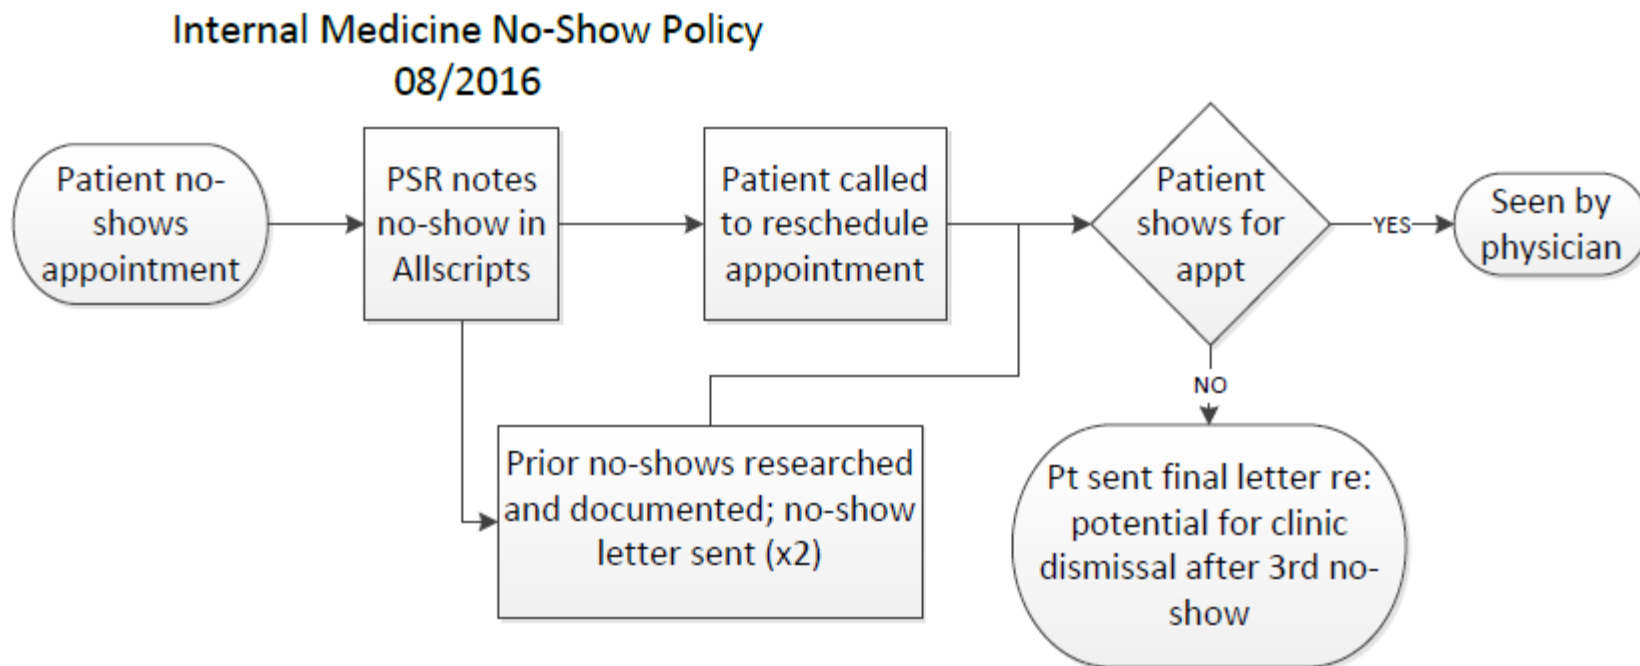 Internal Medicine No-Show Policy
08/2016
Patient no-
shows
appointment
PSR notes
no-show in
Allscripts
Patient called
to reschedule
appointment
Patient
shows for
appt
YES
Seen by
physician
NO
Prior no-shows researched
and documented; no-show
letter sent (x2)
Pt sent final letter re:
potential for clinic
dismissal after 3rd no-
show